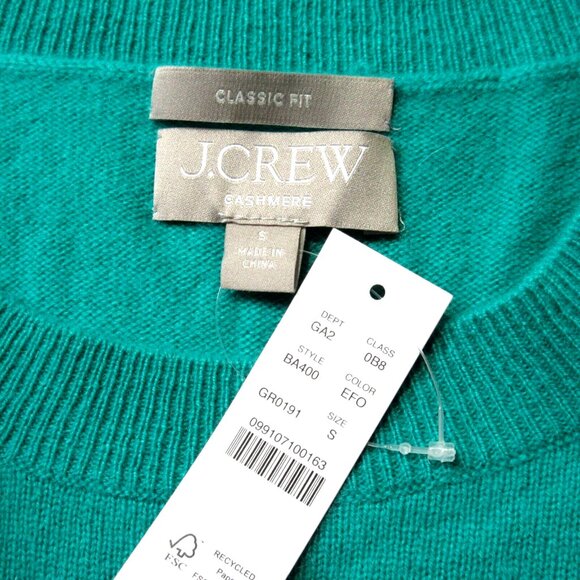 CLASSIC FIT
J.CREW
CASHMERE
S
MADE IN
CHINA
DEPT CLASS
GA2 0B8
STYLE COLOR
BA400 EFO
SIZE
GR0191 S
099107100163
FSC
RECYCLED